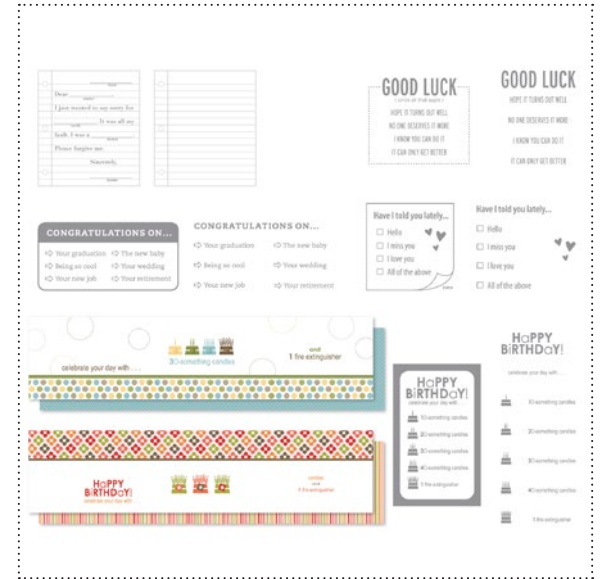 Dear
I just wanted to say sorry for
It was all my
fault. I was a
Please forgive me.
Sincerely,
GOOD LUCK
HOPE IT TURNS OUT WELL
NO ONE DESERVES IT MORE
I KNOW YOU CAN DO IT
IT CAN ONLY GET BETTER
GOOD LUCK
HOPE IT TURNS OUT WELL
NO ONE DESERVES IT MORE
I KNOW YOU CAN DO IT
IT CAN ONLY GET BETTER
CONGRATULATIONS ON...
Your graduation The new baby
Being so cool Your wedding
Your new job Your retirement
CONGRATULATIONS ON...
Your graduation The new baby
Being so cool Your wedding
Your new job Your retirement
Have I told you lately...
Hello
I miss you
I love you
All of the above
Have I told you lately...
Hello
I miss you
I love you
All of the above
celebrate your day with . . .
30-something candles
and
1 fire extinguisher
HaPPY
BiRTHDaY!
celebrate your day with . . .
candles
and
1 fire extinguisher
HaPPY
BiRTHDaY!
celebrate your day with . . .
10-something candles
20-something candles
30-something candles
40-something candles
1 fire extinguisher
HaPPY
BiRTHDaY!
celebrate your day with . . .
10-something candles
20-something candles
30-something candles
40-something candles
1 fire extinguisher